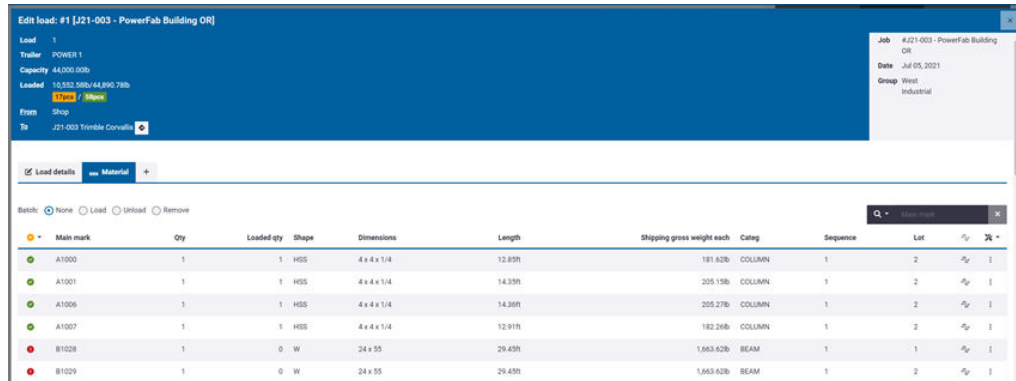 Edit load: #1 [J21-003 - PowerFab Building OR]
Load 1
Trailer POWER 1
Capacity 44,000.00lb
Loaded 10,552.58lb/44,890.78lb
17pcs / 58pcs
From Shop
To J21-003 Trimble Corvallis
Job #J21-003 - PowerFab Building OR
Date Jul 05, 2021
Group West Industrial
Load details Material +
Batch: None Load Unload Remove
Main mark
Main mark Qty Loaded qty Shape Dimensions Length Shipping gross weight each Categ Sequence Lot
A1000 1 1 HSS 4 x 4 x 1/4 12.85ft 181.62lb COLUMN 1 2
A1001 1 1 HSS 4 x 4 x 1/4 14.35ft 205.15lb COLUMN 1 2
A1006 1 1 HSS 4 x 4 x 1/4 14.36ft 205.27lb COLUMN 1 2
A1007 1 1 HSS 4 x 4 x 1/4 12.91ft 182.26lb COLUMN 1 2
B1028 1 0 W 24 x 55 29.45ft 1,663.62lb BEAM 1 1
B1029 1 0 W 24 x 55 29.45ft 1,663.62lb BEAM 1 2